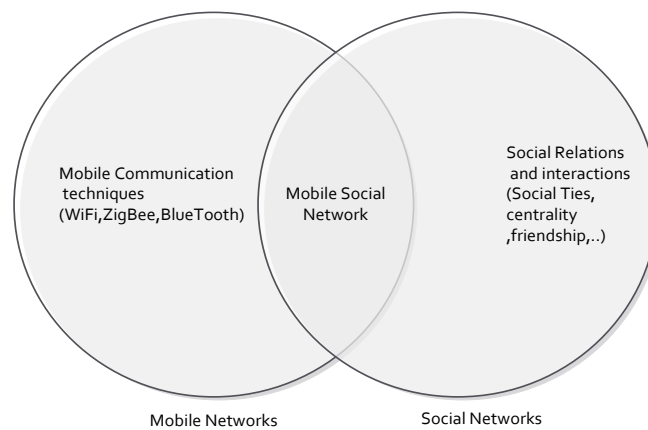 Mobile Communication
techniques
(WiFi,ZigBee,BlueTooth)
Mobile Social
Network
Social Relations
and interactions
(Social Ties,
centrality
,friendship,..)
Mobile Networks
Social Networks